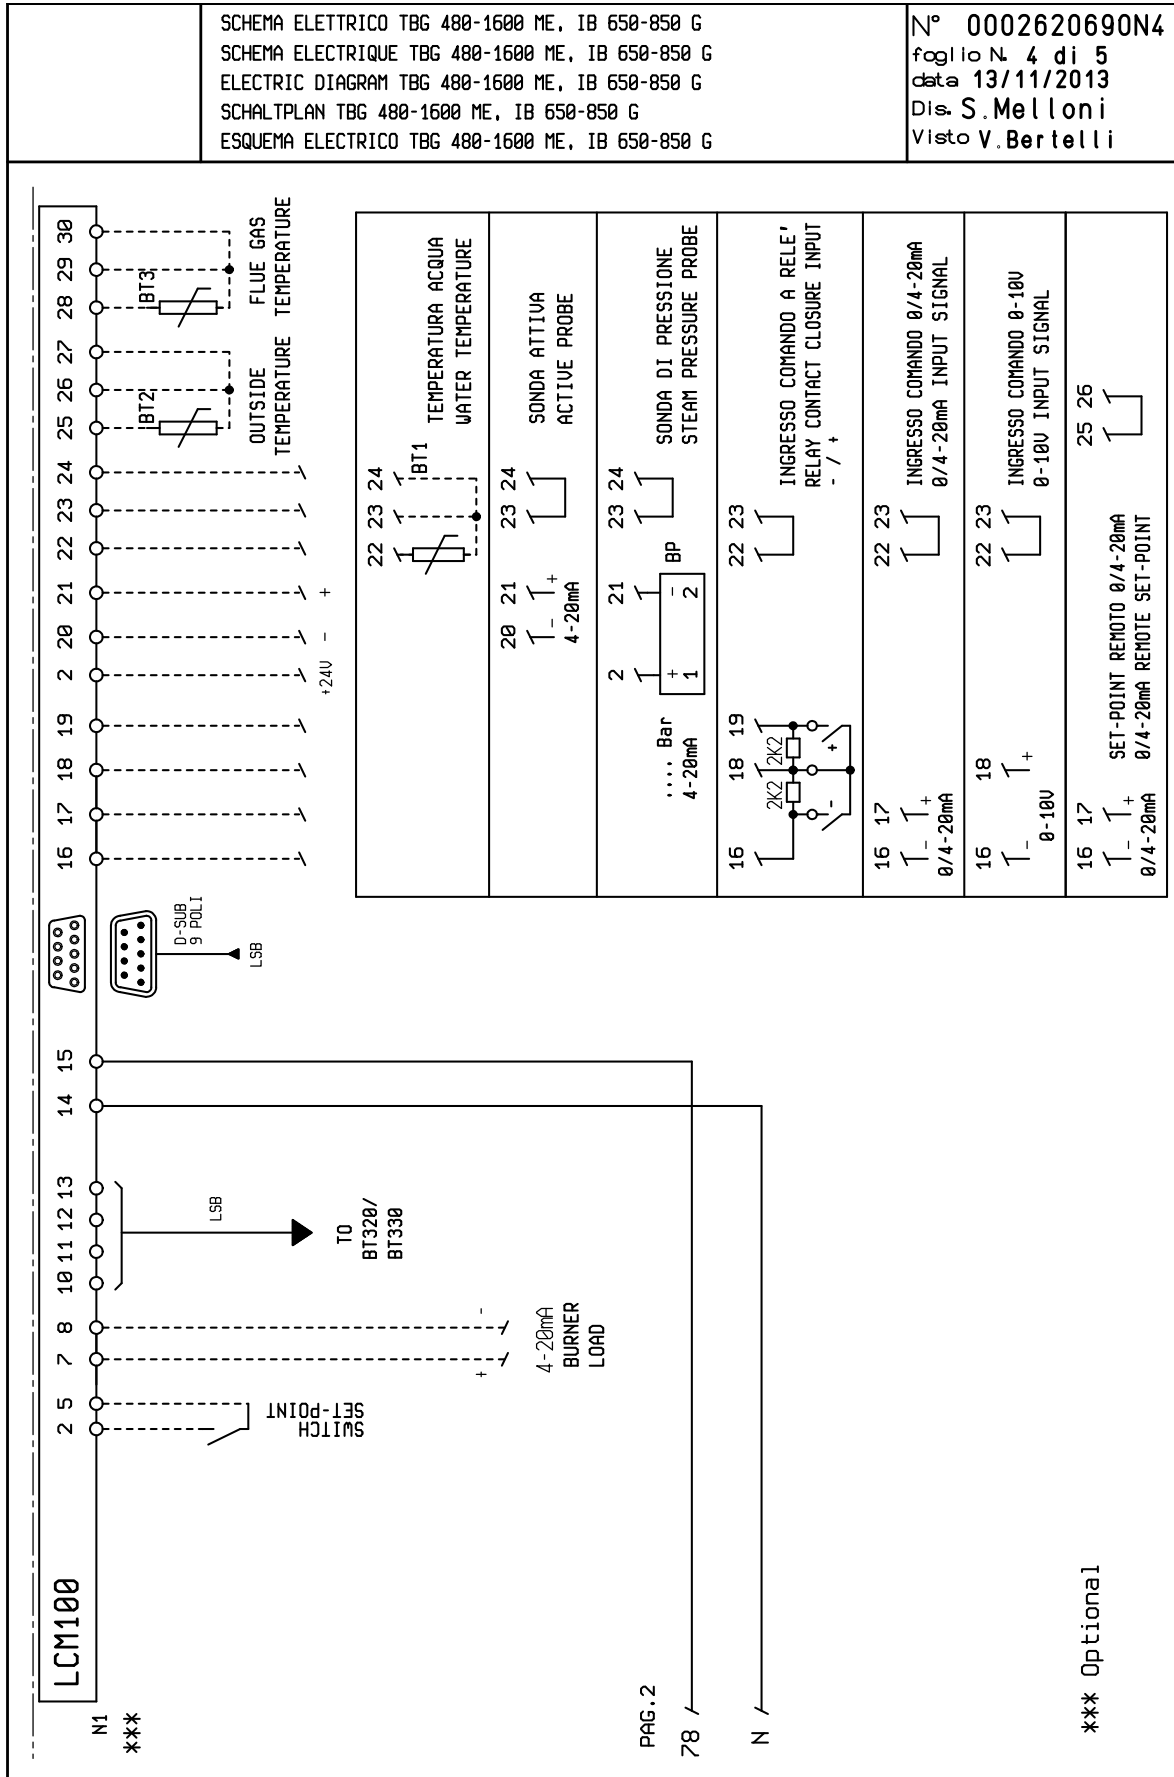 SCHEMA ELETTRICO TBG 480-1600 ME, IB 650-850 G
SCHEMA ELECTRIQUE TBG 480-1600 ME, IB 650-850 G
ELECTRIC DIAGRAM TBG 480-1600 ME, IB 650-850 G
SCHALTPLAN TBG 480-1600 ME, IB 650-850 G
ESQUEMA ELECTRICO TBG 480-1600 ME, IB 650-850 G
N° 0002620690N4
foglio N. 4 di 5
data 13/11/2013
Dis. S.Melloni
Visto V.Bertelli
LCM100
N1
***
2 5 7 8 10 11 12 13 14 15 16 17 18 19 2 20 21 22 23 24 25 26 27 28 29 30
SWITCH
SET-POINT
+ -
4-20mA
BURNER
LOAD
LSB
TO
BT320/
BT330
D-SUB
9 POLI
LSB
+24V - +
BT2
OUTSIDE
TEMPERATURE
BT3
FLUE GAS
TEMPERATURE
22 23 24
BT1
TEMPERATURA ACQUA
WATER TEMPERATURE
20 21 23 24
- +
4-20mA
SONDA ATTIVA
ACTIVE PROBE
.... Bar
4-20mA
2 21 23 24
+ -
1 2
BP
SONDA DI PRESSIONE
STEAM PRESSURE PROBE
16 18 19 22 23
2K2 2K2
- +
INGRESSO COMANDO A RELE'
RELAY CONTACT CLOSURE INPUT
- / +
16 17 22 23
- +
0/4-20mA
INGRESSO COMANDO 0/4-20mA
0/4-20mA INPUT SIGNAL
16 18 22 23
- +
0-10V
INGRESSO COMANDO 0-10V
0-10V INPUT SIGNAL
16 17 25 26
- +
0/4-20mA
SET-POINT REMOTO 0/4-20mA
0/4-20mA REMOTE SET-POINT
PAG.2
78
N
*** Optional